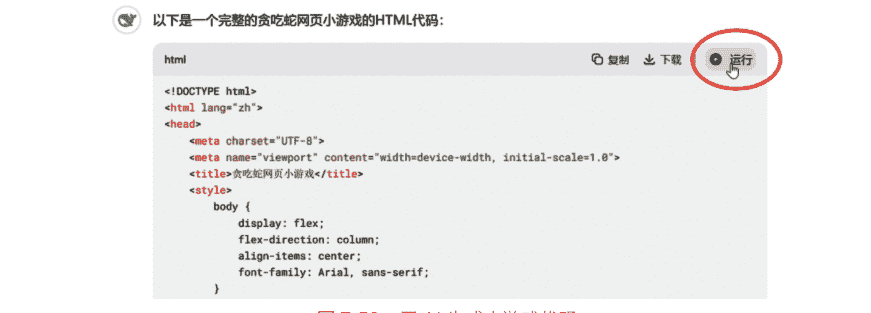 以下是一个完整的贪吃蛇网页小游戏的HTML代码：
html 复制 下载 运行
<!DOCTYPE html>
<html lang="zh">
<head>
    <meta charset="UTF-8">
    <meta name="viewport" content="width=device-width, initial-scale=1.0">
    <title>贪吃蛇网页小游戏</title>
    <style>
        body {
            display: flex;
            flex-direction: column;
            align-items: center;
            font-family: Arial, sans-serif;
        }